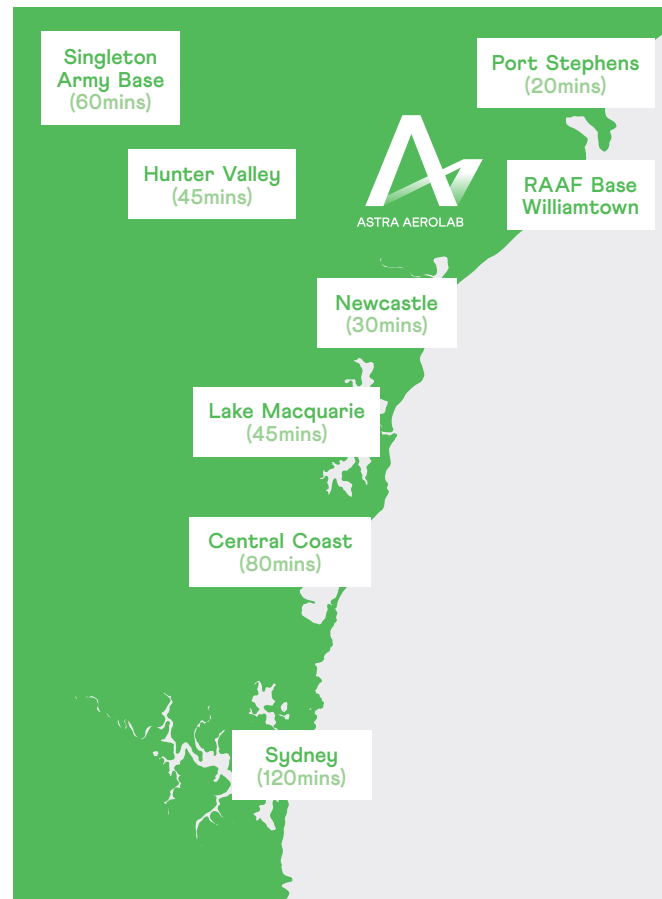 Singleton
Army Base
(60mins)
Port Stephens
(20mins)
Hunter Valley
(45mins)
RAAF Base
Williamtown
ASTRA AEROLAB
Newcastle
(30mins)
Lake Macquarie
(45mins)
Central Coast
(80mins)
Sydney
(120mins)